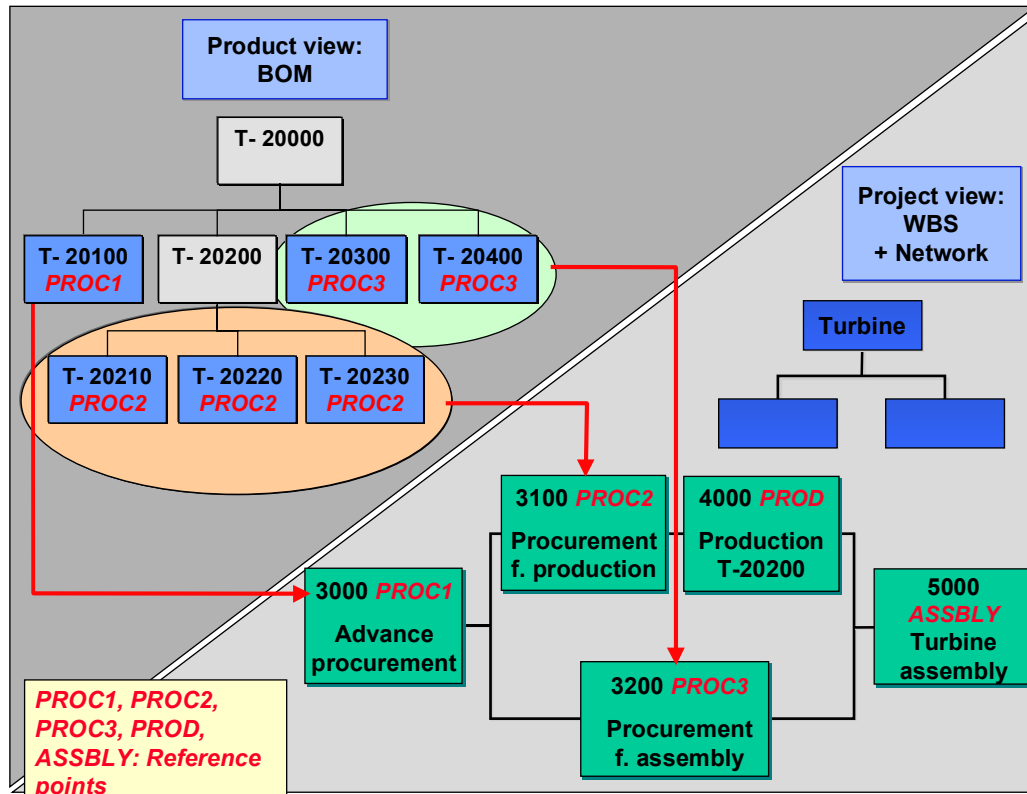 Product view:
BOM
T- 20000
T- 20100
PROC1
T- 20200
T- 20300
PROC3
T- 20400
PROC3
T- 20210
PROC2
T- 20220
PROC2
T- 20230
PROC2
Project view:
WBS
+ Network
Turbine
3100 PROC2
Procurement
f. production
4000 PROD
Production
T-20200
3000 PROC1
Advance
procurement
5000
ASSBLY
Turbine
assembly
3200 PROC3
Procurement
f. assembly
PROC1, PROC2,
PROC3, PROD,
ASSBLY: Reference
points